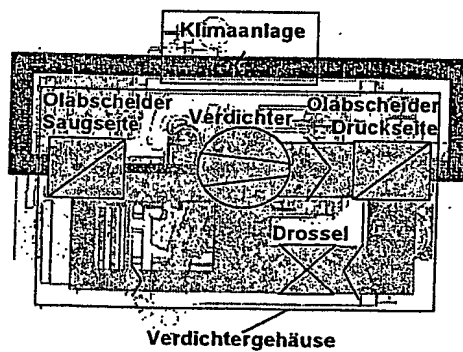 Klimaanlage
Ölabscheider
Saugseite
Verdichter
Ölabscheider
Druckseite
Drossel
Verdichtergehäuse